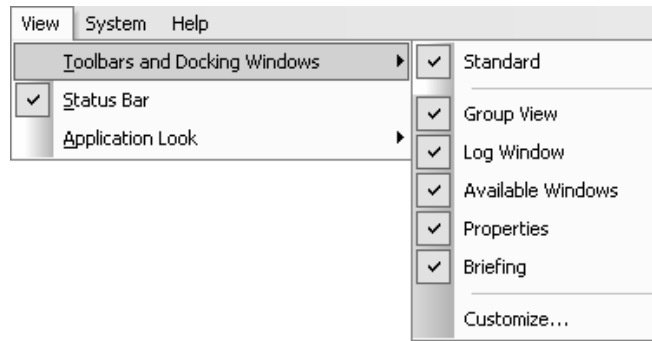 View System Help
Toolbars and Docking Windows
Status Bar
Application Look
Standard
Group View
Log Window
Available Windows
Properties
Briefing
Customize...